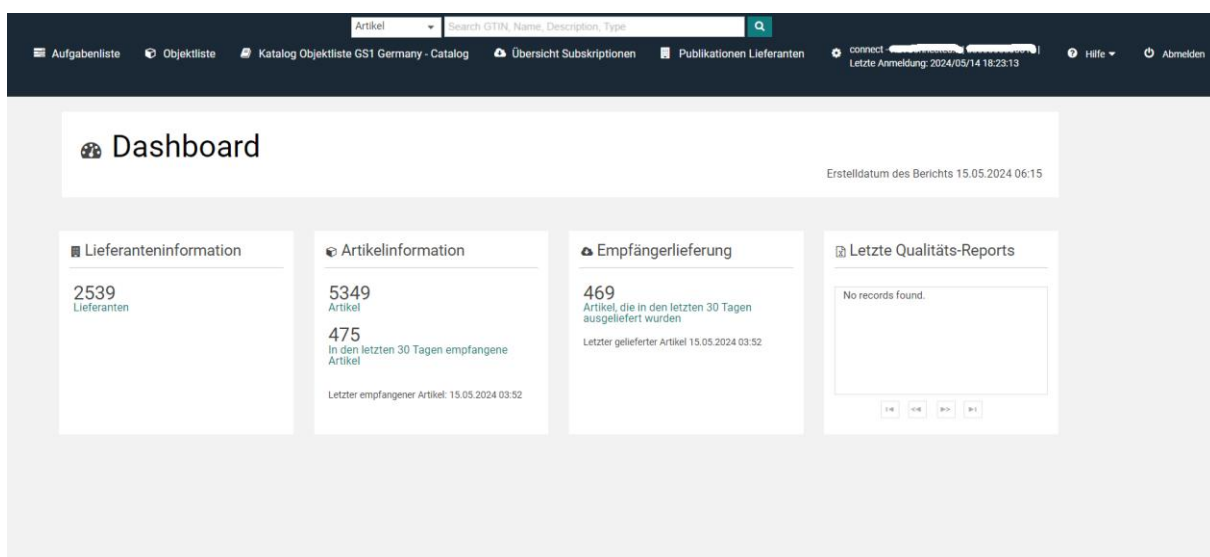 Artikel Search GTIN, Name, Description, Type
Aufgabenliste Objektliste Katalog Objektliste GS1 Germany - Catalog Übersicht Subskriptionen Publikationen Lieferanten connect - Hilfe Abmelden
Letzte Anmeldung: 2024/05/14 18:23:13
Dashboard
Erstelldatum des Berichts 15.05.2024 06:15
Lieferanteninformation
2539
Lieferanten
Artikelinformation
5349
Artikel
475
In den letzten 30 Tagen empfangene
Artikel
Letzter empfangener Artikel: 15.05.2024 03:52
Empfängerlieferung
469
Artikel, die in den letzten 30 Tagen
ausgeliefert wurden
Letzter gelieferter Artikel 15.05.2024 03:52
Letzte Qualitäts-Reports
No records found.